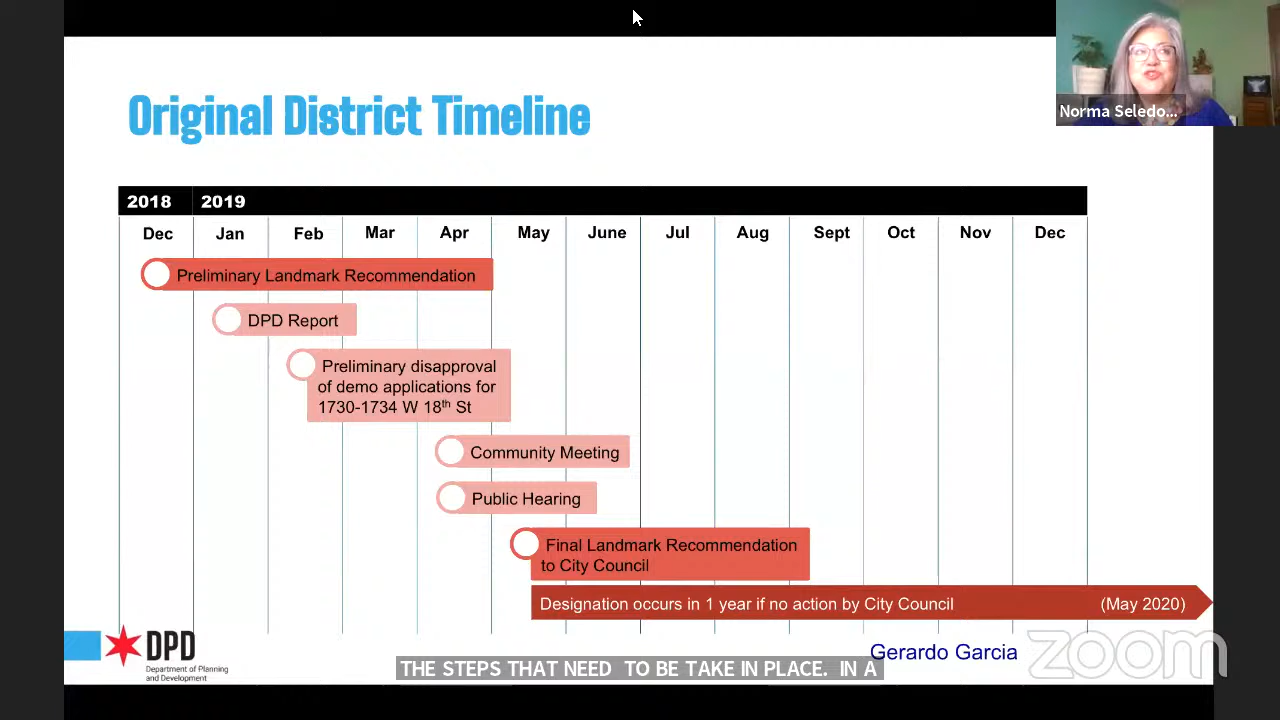 Norma Seledo...
Original District Timeline
2018 2019
Dec Jan Feb Mar Apr May June Jul Aug Sept Oct Nov Dec
Preliminary Landmark Recommendation
DPD Report
Preliminary disapproval
of demo applications for
1730-1734 W 18th St
Community Meeting
Public Hearing
Final Landmark Recommendation
to City Council
Designation occurs in 1 year if no action by City Council (May 2020)
DPD
Department of Planning
and Development
Gerardo Garcia
zoom
THE STEPS THAT NEED TO BE TAKE IN PLACE. IN A